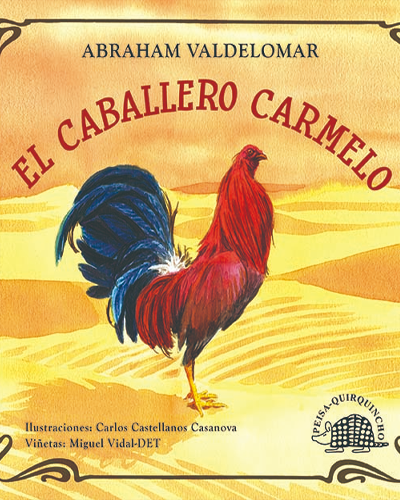 ABRAHAM VALDELOMAR
EL CABALLERO CARMELO
Ilustraciones: Carlos Castellanos Casanova
Viñetas: Miguel Vidal-DET
PEISA-QUIRQUINCHO